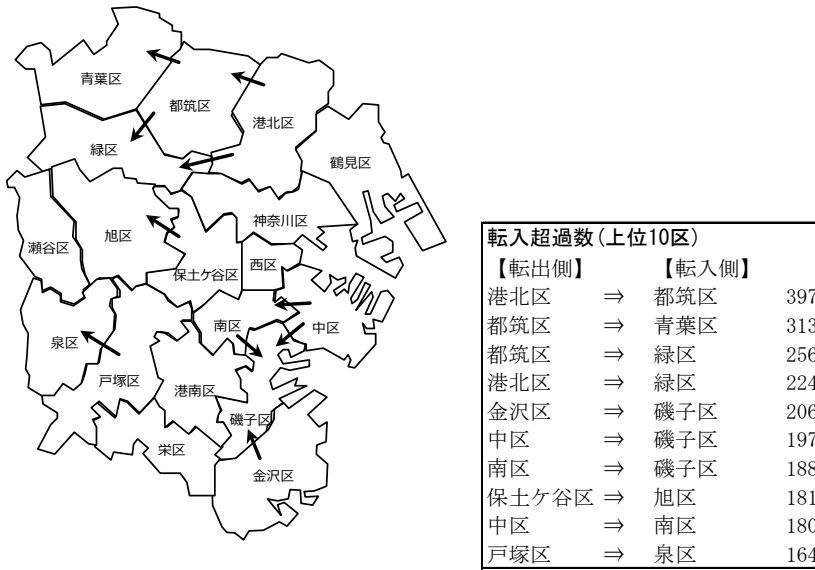 青葉区
都筑区
港北区
緑区
鶴見区
神奈川区
旭区
瀬谷区
西区
保土ケ谷区
南区
中区
泉区
戸塚区
港南区
磯子区
栄区
金沢区
転入超過数(上位10区)
【転出側】 【転入側】
港北区 ⇒ 都筑区 397
都筑区 ⇒ 青葉区 313
都筑区 ⇒ 緑区 256
港北区 ⇒ 緑区 224
金沢区 ⇒ 磯子区 206
中区 ⇒ 磯子区 197
南区 ⇒ 磯子区 188
保土ケ谷区 ⇒ 旭区 181
中区 ⇒ 南区 180
戸塚区 ⇒ 泉区 164